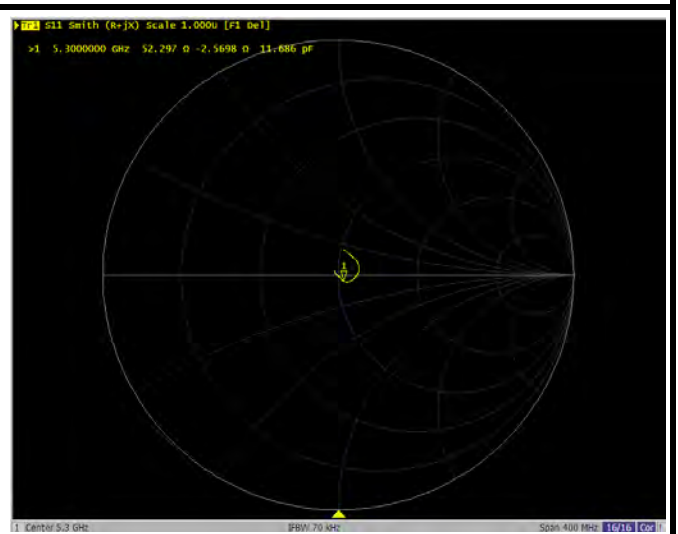 Tr1 S11 Smith (R+jX) Scale 1.000U [F1 Del]
>1 5.3000000 GHz 52.297 Ω -2.5698 Ω 11.686 pF
1
1 Center 5.3 GHz IFBW 70 kHz Span 400 MHz 16/16 Cor !